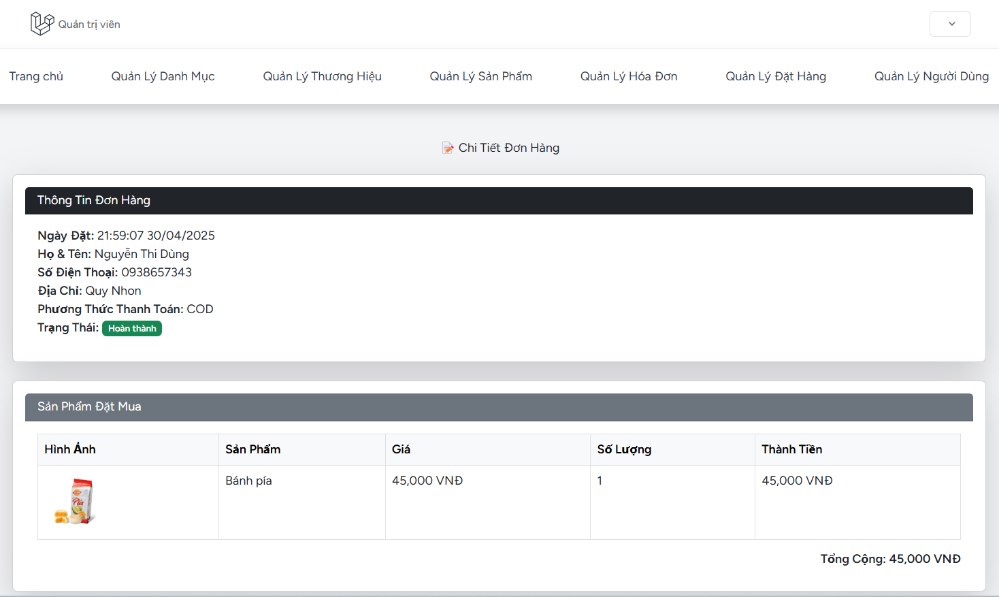 Quản trị viên
Trang chủ Quản Lý Danh Mục Quản Lý Thương Hiệu Quản Lý Sản Phẩm Quản Lý Hóa Đơn Quản Lý Đặt Hàng Quản Lý Người Dùng
Chi Tiết Đơn Hàng
Thông Tin Đơn Hàng
Ngày Đặt: 21:59:07 30/04/2025
Họ & Tên: Nguyễn Thi Dùng
Số Điện Thoại: 0938657343
Địa Chỉ: Quy Nhon
Phương Thức Thanh Toán: COD
Trạng Thái: Hoàn thành
Sản Phẩm Đặt Mua
Hình Ảnh Sản Phẩm Giá Số Lượng Thành Tiền
Pía
Bánh pía 45,000 VNĐ 1 45,000 VNĐ
Tổng Cộng: 45,000 VNĐ